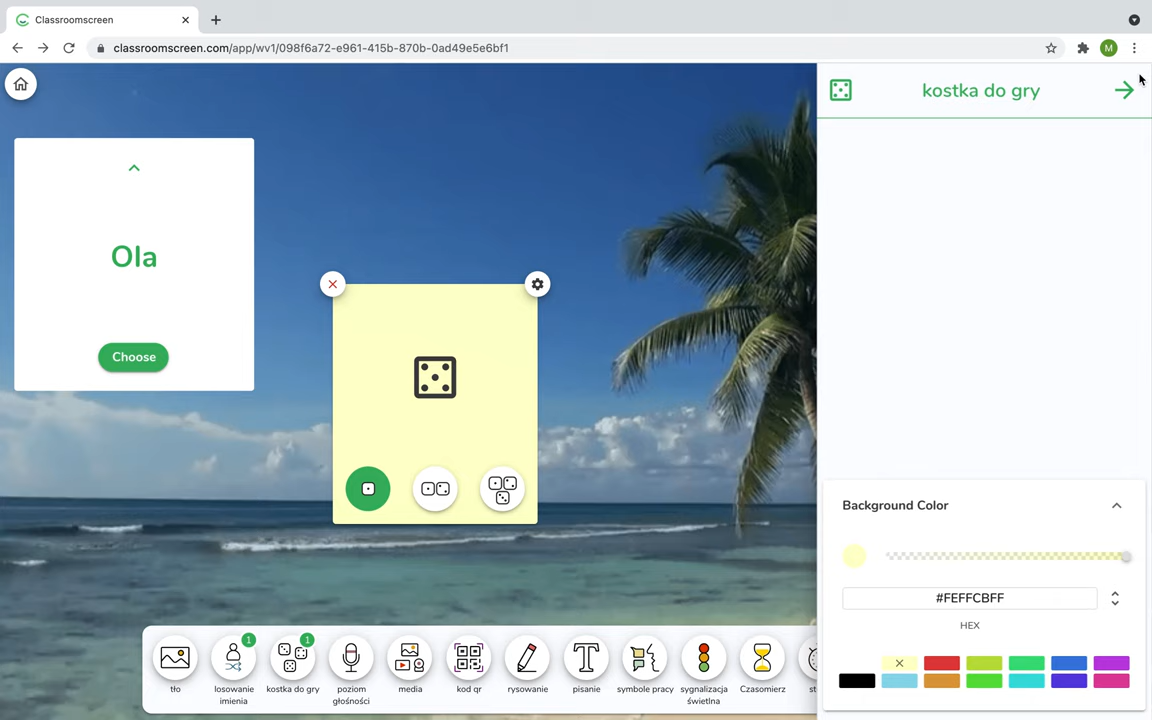 Classroomscreen
classroomscreen.com/app/wv1/098f6a72-e961-415b-870b-0ad49e5e6bf1
M
kostka do gry
Ola
Choose
Background Color
#FEFFCBFF
HEX
1
1
tło
losowanie
imienia
kostka do gry
poziom
głośności
media
kod qr
rysowanie
pisanie
symbole pracy
sygnalizacja
świetlna
Czasomierz